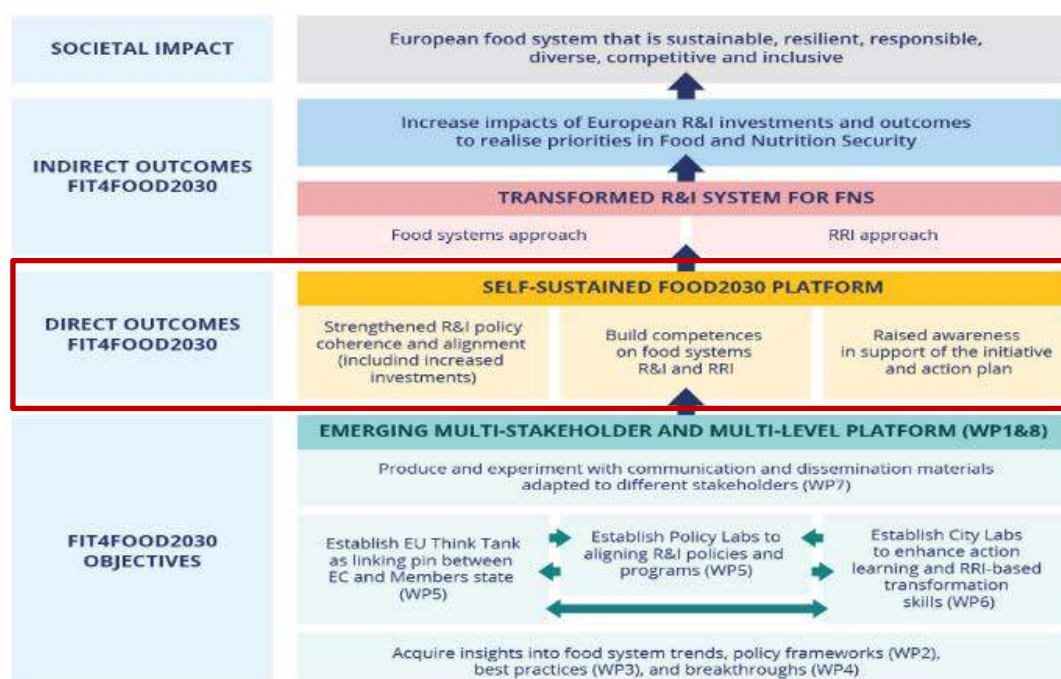 SOCIETAL IMPACT
European food system that is sustainable, resilient, responsible,
diverse, competitive and inclusive
INDIRECT OUTCOMES
FIT4FOOD2030
Increase impacts of European R&I investments and outcomes
to realise priorities in Food and Nutrition Security
TRANSFORMED R&I SYSTEM FOR FNS
Food systems approach
RRI approach
DIRECT OUTCOMES
FIT4FOOD2030
SELF-SUSTAINED FOOD2030 PLATFORM
Strengthened R&I policy
coherence and alignment
(includind increased
investments)
Build competences
on food systems
R&I and RRI
Raised awareness
in support of the initiative
and action plan
FIT4FOOD2030
OBJECTIVES
EMERGING MULTI-STAKEHOLDER AND MULTI-LEVEL PLATFORM (WP1&8)
Produce and experiment with communication and dissemination materials
adapted to different stakeholders (WP7)
Establish EU Think Tank
as linking pin between
EC and Members state
(WP5)
Establish Policy Labs to
aligning R&I policies and
programs (WP5)
Establish City Labs
to enhance action
learning and RRI-based
transformation
skills (WP6)
Acquire insights into food system trends, policy frameworks (WP2),
best practices (WP3), and breakthroughs (WP4)